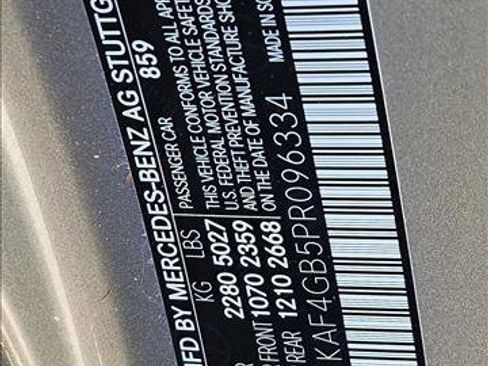 MFD BY MERCEDES-BENZ AG STUTTG
859
PASSENGER CAR
THIS VEHICLE CONFORMS TO ALL APP
U.S. FEDERAL MOTOR VEHICLE SAFETY
AND THEFT PREVENTION STANDARDS
ON THE DATE OF MANUFACTURE SHO
MADE IN
KG LBS
2280 5027
FRONT 1070 2359
REAR 1210 2668
KAF4GB5PR096334